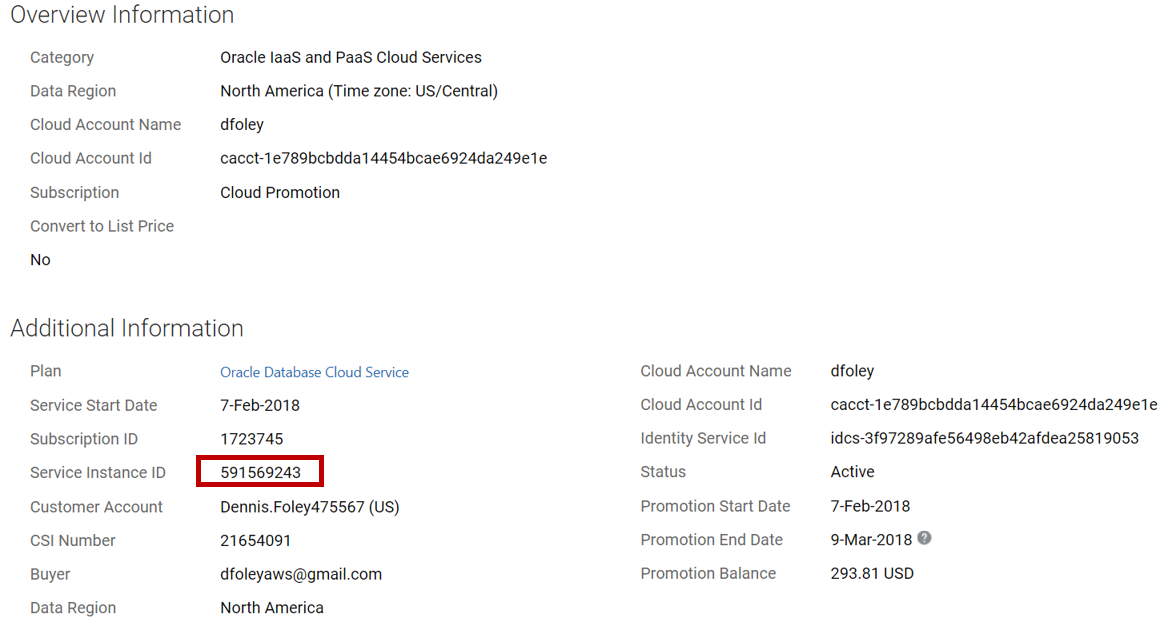 Overview Information
Category Oracle IaaS and PaaS Cloud Services
Data Region North America (Time zone: US/Central)
Cloud Account Name dfoley
Cloud Account Id cacct-1e789bcbdda14454bcae6924da249e1e
Subscription Cloud Promotion
Convert to List Price
No
Additional Information
Plan Oracle Database Cloud Service
Service Start Date 7-Feb-2018
Subscription ID 1723745
Service Instance ID 591569243
Customer Account Dennis.Foley475567 (US)
CSI Number 21654091
Buyer dfoleyaws@gmail.com
Data Region North America
Cloud Account Name dfoley
Cloud Account Id cacct-1e789bcbdda14454bcae6924da249e1e
Identity Service Id idcs-3f97289afe56498eb42afdea25819053
Status Active
Promotion Start Date 7-Feb-2018
Promotion End Date 9-Mar-2018 ?
Promotion Balance 293.81 USD